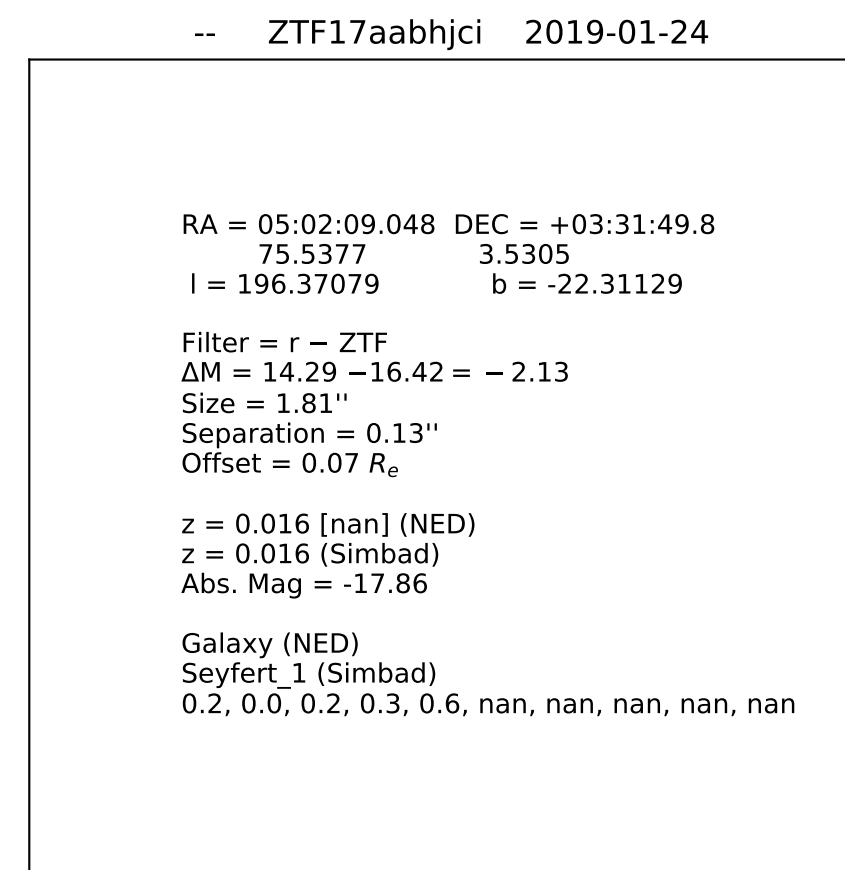 -- ZTF17aabhjci 2019-01-24
RA = 05:02:09.048 DEC = +03:31:49.8
75.5377 3.5305
l = 196.37079 b = -22.31129
Filter = r − ZTF
ΔM = 14.29 −16.42 = − 2.13
Size = 1.81''
Separation = 0.13''
Offset = 0.07 Rₑ
z = 0.016 [nan] (NED)
z = 0.016 (Simbad)
Abs. Mag = -17.86
Galaxy (NED)
Seyfert_1 (Simbad)
0.2, 0.0, 0.2, 0.3, 0.6, nan, nan, nan, nan, nan